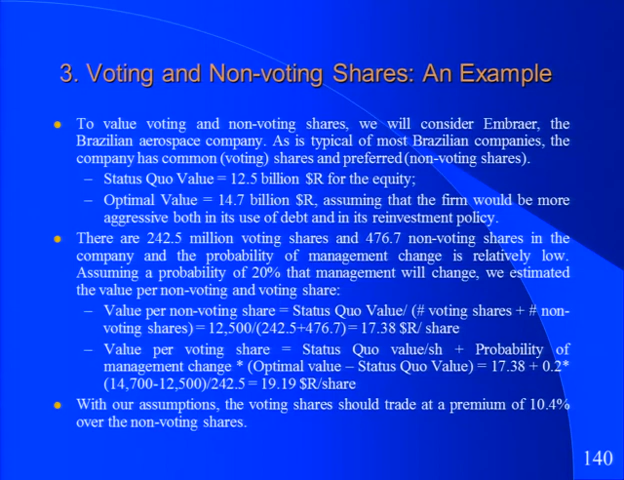 3. Voting and Non-voting Shares: An Example
To value voting and non-voting shares, we will consider Embraer, the
Brazilian aerospace company. As is typical of most Brazilian companies, the
company has common (voting) shares and preferred (non-voting shares).
– Status Quo Value = 12.5 billion $R for the equity;
– Optimal Value = 14.7 billion $R, assuming that the firm would be more
aggressive both in its use of debt and in its reinvestment policy.
There are 242.5 million voting shares and 476.7 non-voting shares in the
company and the probability of management change is relatively low.
Assuming a probability of 20% that management will change, we estimated
the value per non-voting and voting share:
– Value per non-voting share = Status Quo Value/ (# voting shares + # non-
voting shares) = 12,500/(242.5+476.7) = 17.38 $R/ share
– Value per voting share = Status Quo value/sh + Probability of
management change * (Optimal value – Status Quo Value) = 17.38 + 0.2*
(14,700-12,500)/242.5 = 19.19 $R/share
With our assumptions, the voting shares should trade at a premium of 10.4%
over the non-voting shares.
140